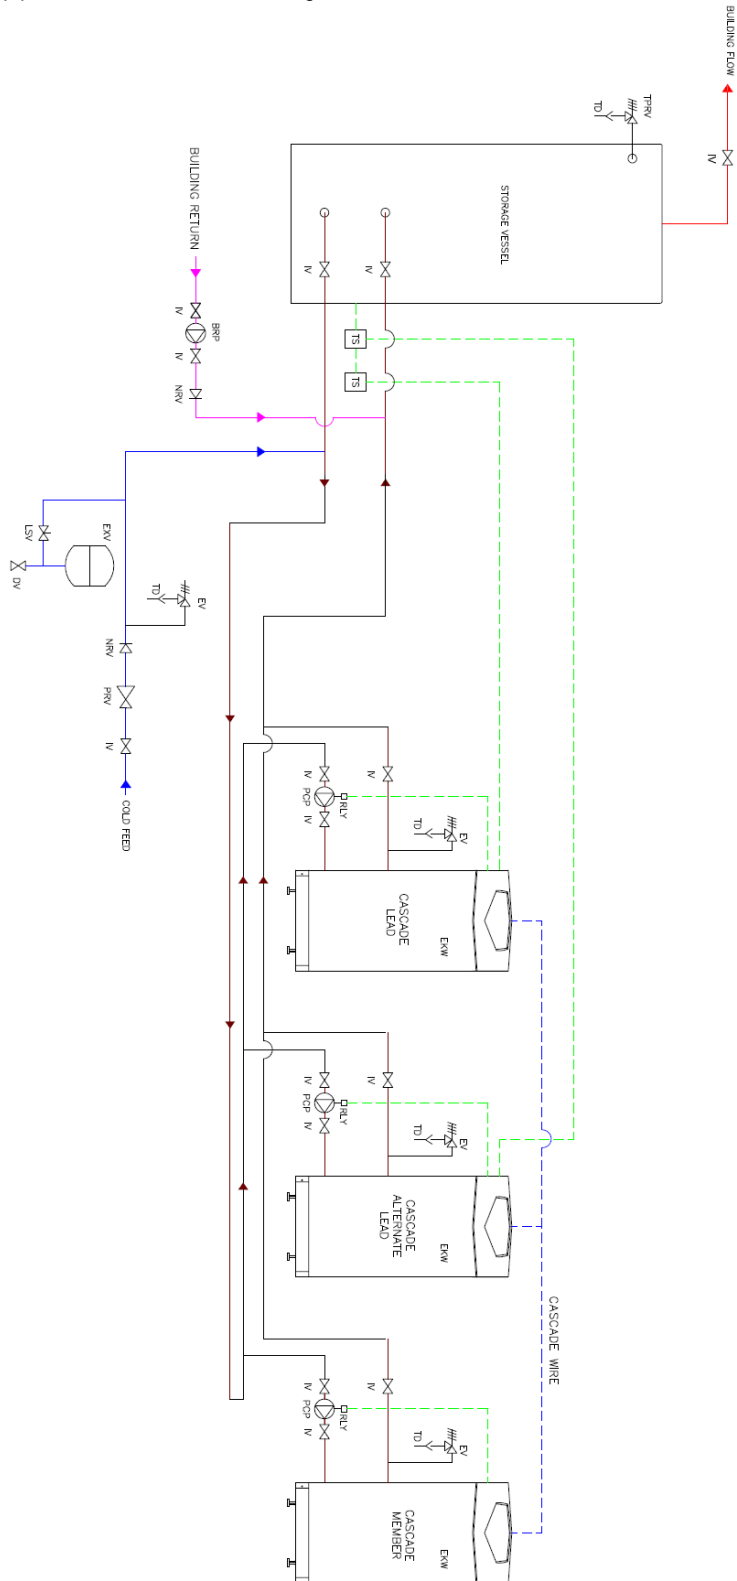 BUILDING FLOW
TPRV
TD
IV
STORAGE VESSEL
BUILDING RETURN
IV
IV
IV
BRP
IV
NRV
TS
TS
LSV
EXV
DV
TD
EV
NRV
PRV
IV
COLD FEED
IV
PCP
IV
RLY
IV
TD
EV
CASCADE
LEAD
EKW
IV
PCP
IV
RLY
IV
TD
EV
CASCADE
ALTERNATE
LEAD
EKW
CASCADE WIRE
IV
PCP
IV
RLY
IV
TD
EV
CASCADE
MEMBER
EKW